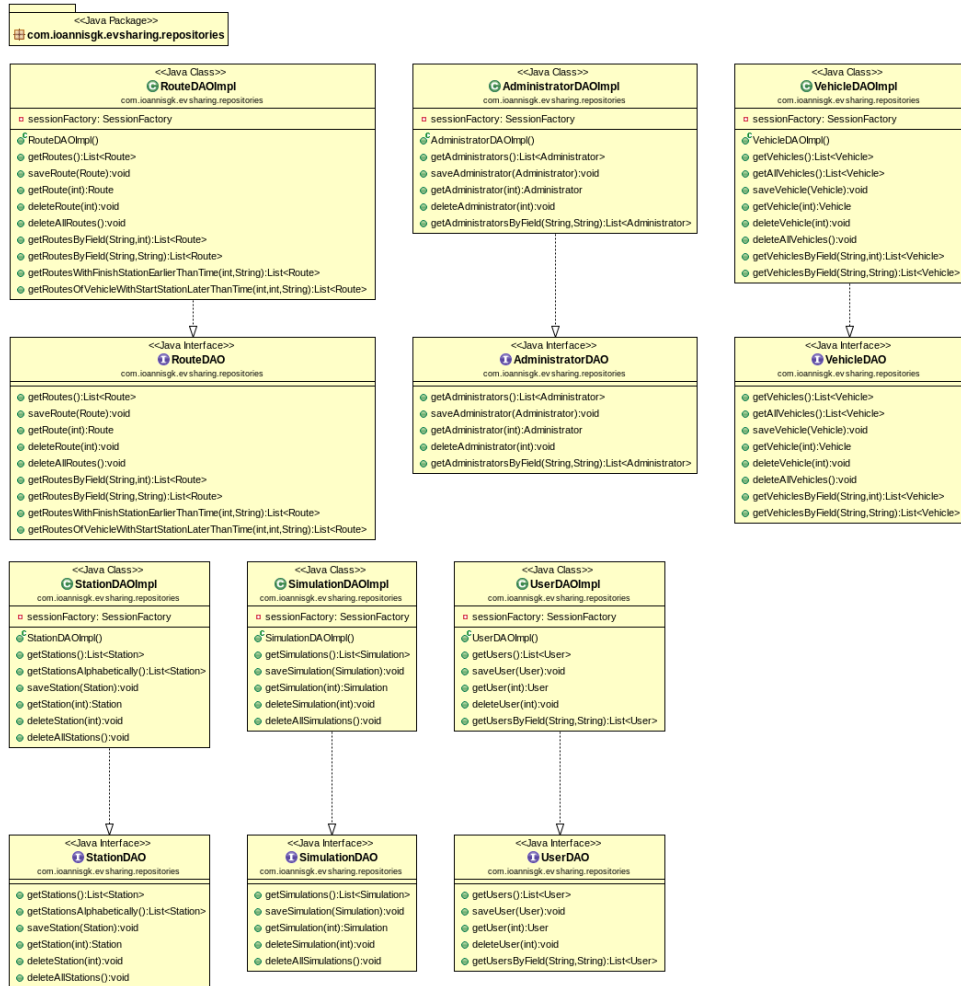 <<Java Package>>
com.ioannisgk.evsharing.repositories
<<Java Class>>
RouteDAOImpl
com.ioannisgk.evsharing.repositories
sessionFactory: SessionFactory
RouteDAOImpl()
getRoutes():List<Route>
saveRoute(Route):void
getRoute(int):Route
deleteRoute(int):void
deleteAllRoutes():void
getRoutesByField(String,int):List<Route>
getRoutesByField(String,String):List<Route>
getRoutesWithFinishStationEarlierThanTime(int,String):List<Route>
getRoutesOfVehicleWithStartStationLaterThanTime(int,int,String):List<Route>
<<Java Class>>
AdministratorDAOImpl
com.ioannisgk.evsharing.repositories
sessionFactory: SessionFactory
AdministratorDAOImpl()
getAdministrators():List<Administrator>
saveAdministrator(Administrator):void
getAdministrator(int):Administrator
deleteAdministrator(int):void
getAdministratorsByField(String,String):List<Administrator>
<<Java Class>>
VehicleDAOImpl
com.ioannisgk.evsharing.repositories
sessionFactory: SessionFactory
VehicleDAOImpl()
getVehicles():List<Vehicle>
getAllVehicles():List<Vehicle>
saveVehicle(Vehicle):void
getVehicle(int):Vehicle
deleteVehicle(int):void
deleteAllVehicles():void
getVehiclesByField(String,int):List<Vehicle>
getVehiclesByField(String,String):List<Vehicle>
<<Java Interface>>
RouteDAO
com.ioannisgk.evsharing.repositories
getRoutes():List<Route>
saveRoute(Route):void
getRoute(int):Route
deleteRoute(int):void
deleteAllRoutes():void
getRoutesByField(String,int):List<Route>
getRoutesByField(String,String):List<Route>
getRoutesWithFinishStationEarlierThanTime(int,String):List<Route>
getRoutesOfVehicleWithStartStationLaterThanTime(int,int,String):List<Route>
<<Java Interface>>
AdministratorDAO
com.ioannisgk.evsharing.repositories
getAdministrators():List<Administrator>
saveAdministrator(Administrator):void
getAdministrator(int):Administrator
deleteAdministrator(int):void
getAdministratorsByField(String,String):List<Administrator>
<<Java Interface>>
VehicleDAO
com.ioannisgk.evsharing.repositories
getVehicles():List<Vehicle>
getAllVehicles():List<Vehicle>
saveVehicle(Vehicle):void
getVehicle(int):Vehicle
deleteVehicle(int):void
deleteAllVehicles():void
getVehiclesByField(String,int):List<Vehicle>
getVehiclesByField(String,String):List<Vehicle>
<<Java Class>>
StationDAOImpl
com.ioannisgk.evsharing.repositories
sessionFactory: SessionFactory
StationDAOImpl()
getStations():List<Station>
getStationsAlphabetically():List<Station>
saveStation(Station):void
getStation(int):Station
deleteStation(int):void
deleteAllStations():void
<<Java Class>>
SimulationDAOImpl
com.ioannisgk.evsharing.repositories
sessionFactory: SessionFactory
SimulationDAOImpl()
getSimulations():List<Simulation>
saveSimulation(Simulation):void
getSimulation(int):Simulation
deleteSimulation(int):void
deleteAllSimulations():void
<<Java Class>>
UserDAOImpl
com.ioannisgk.evsharing.repositories
sessionFactory: SessionFactory
UserDAOImpl()
getUsers():List<User>
saveUser(User):void
getUser(int):User
deleteUser(int):void
getUsersByField(String,String):List<User>
<<Java Interface>>
StationDAO
com.ioannisgk.evsharing.repositories
getStations():List<Station>
getStationsAlphabetically():List<Station>
saveStation(Station):void
getStation(int):Station
deleteStation(int):void
deleteAllStations():void
<<Java Interface>>
SimulationDAO
com.ioannisgk.evsharing.repositories
getSimulations():List<Simulation>
saveSimulation(Simulation):void
getSimulation(int):Simulation
deleteSimulation(int):void
deleteAllSimulations():void
<<Java Interface>>
UserDAO
com.ioannisgk.evsharing.repositories
getUsers():List<User>
saveUser(User):void
getUser(int):User
deleteUser(int):void
getUsersByField(String,String):List<User>